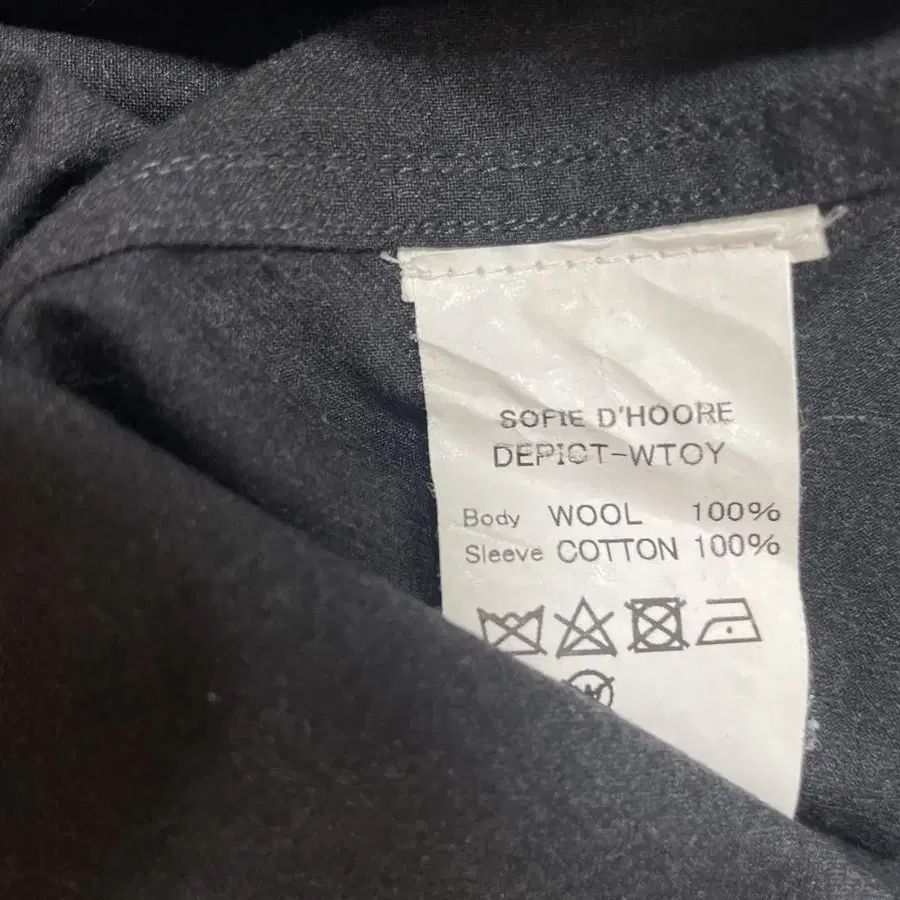 SOFIE D'HOORE
DEPICT-WTOY
Body WOOL 100%
Sleeve COTTON 100%